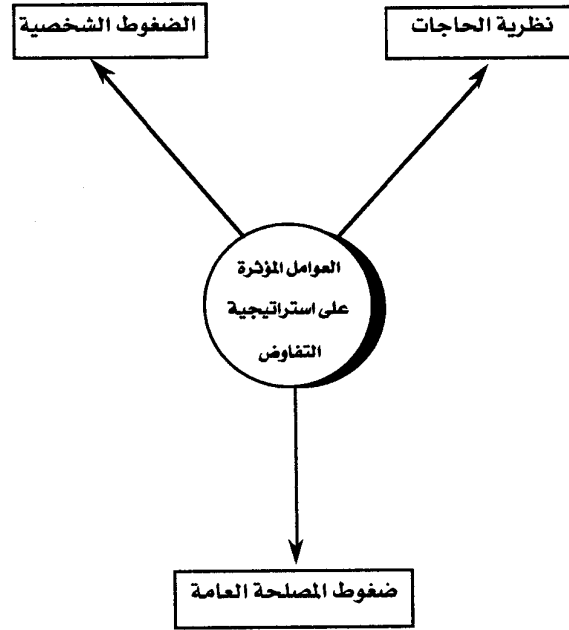 نظرية الحاجات
الضغوط الشخصية
العوامل المؤثرة
على استراتيجية
التفاوض
ضغوط المصلحة العامة